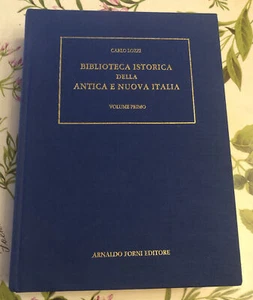 CARLO LOZZI
BIBLIOTECA ISTORICA
DELLA
ANTICA E NUOVA ITALIA
VOLUME PRIMO
ARNALDO FORNI EDITORE